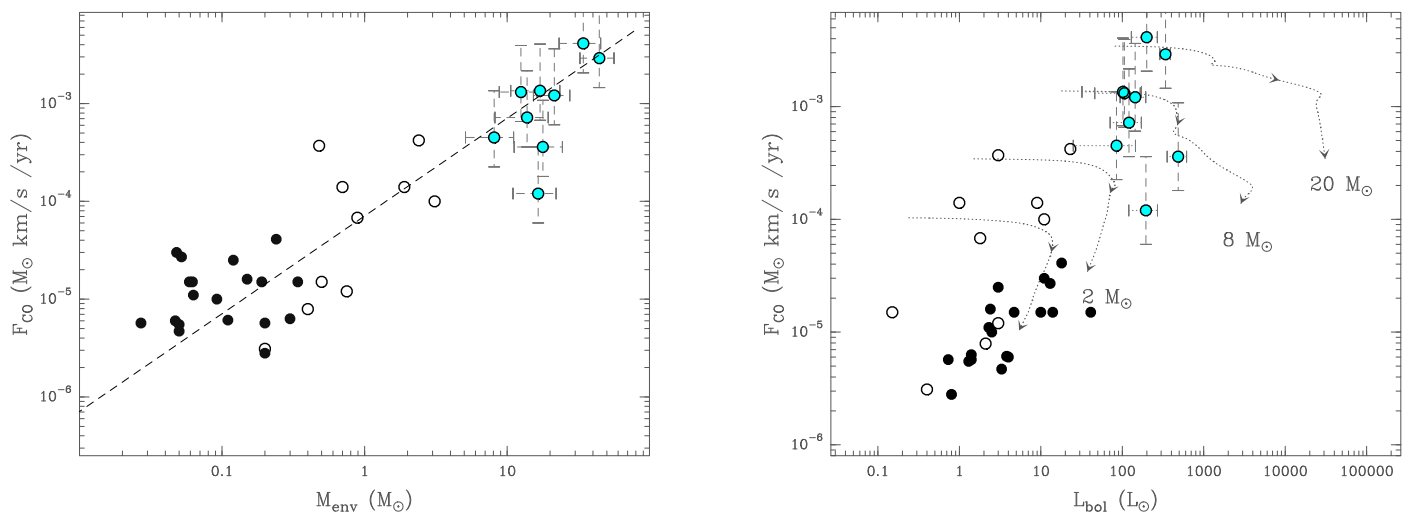 F_CO (M_⊙ km/s /yr)
10^-3
10^-4
10^-5
10^-6
0.1 1 10
M_env (M_⊙)
F_CO (M_⊙ km/s /yr)
10^-3
10^-4
10^-5
10^-6
20 M_⊙
8 M_⊙
2 M_⊙
0.1 1 10 100 1000 10000 100000
L_bol (L_⊙)